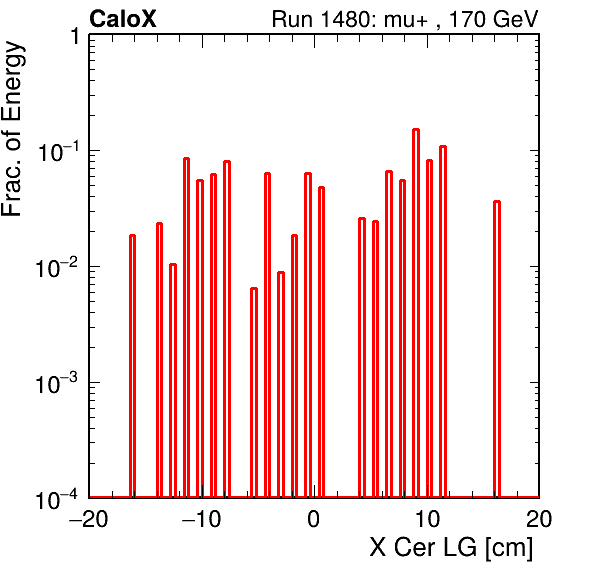 CaloX Run 1480: mu+ , 170 GeV
Frac. of Energy
1
10⁻¹
10⁻²
10⁻³
10⁻⁴
−20 −10 0 10 20
X Cer LG [cm]